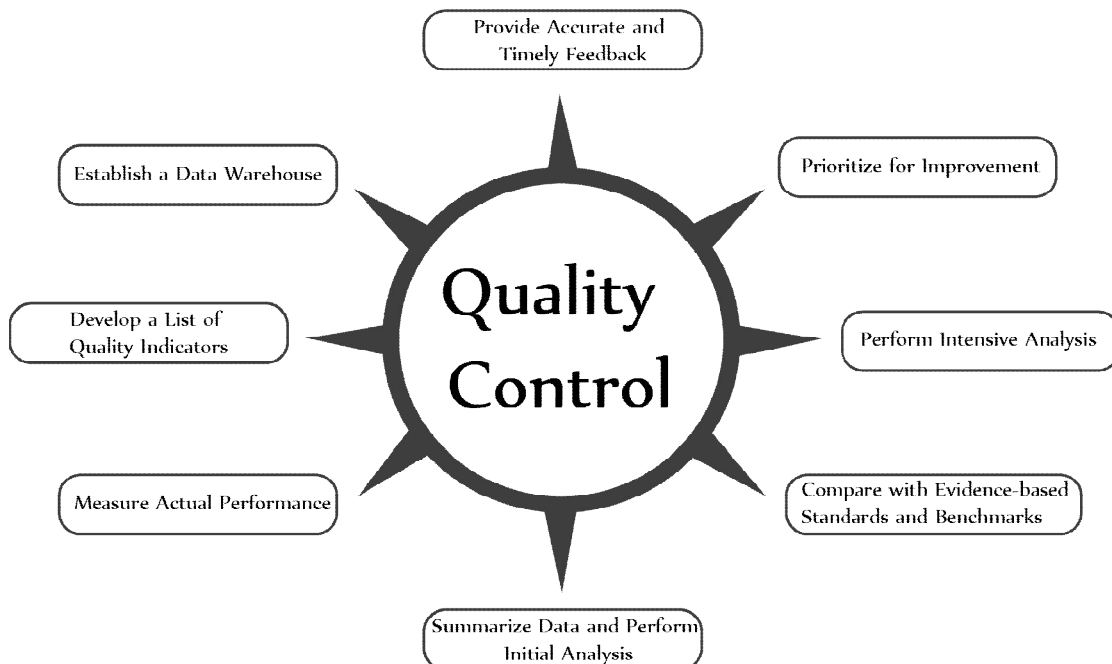 Provide Accurate and
Timely Feedback
Establish a Data Warehouse
Prioritize for Improvement
Quality
Control
Develop a List of
Quality Indicators
Perform Intensive Analysis
Measure Actual Performance
Compare with Evidence-based
Standards and Benchmarks
Summarize Data and Perform
Initial Analysis